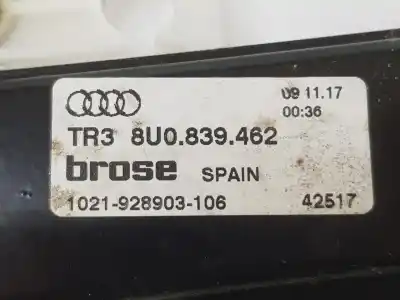 09 11.17
00:36
TR3 8U0.839.462
brose SPAIN
1021-928903-106 42517